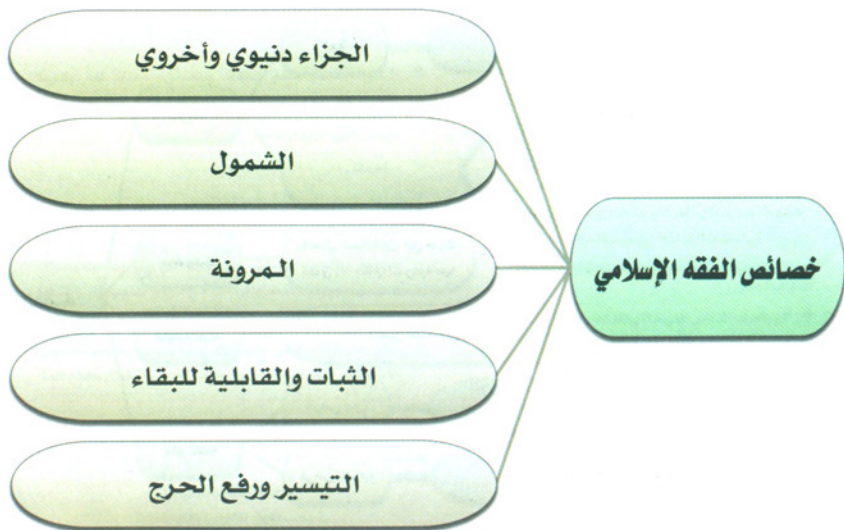 خصائص الفقه الإسلامي
الجزاء دنيوي وأخروي
الشمول
المرونة
الثبات والقابلية للبقاء
التيسير ورفع الحرج